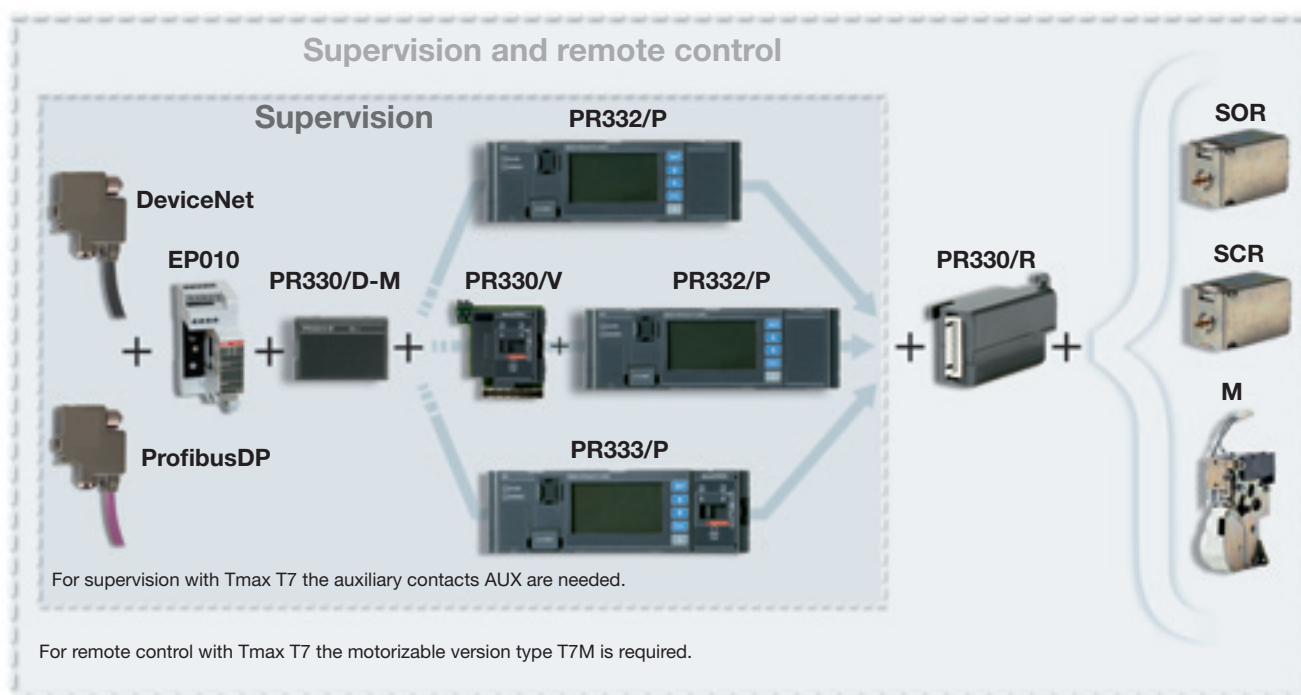 Supervision and remote control
Supervision
PR332/P
SOR
DeviceNet
EP010
PR330/D-M
PR330/V
PR332/P
PR330/R
SCR
+
+
+
+
+
+
M
ProfibusDP
PR333/P
For supervision with Tmax T7 the auxiliary contacts AUX are needed.
For remote control with Tmax T7 the motorizable version type T7M is required.